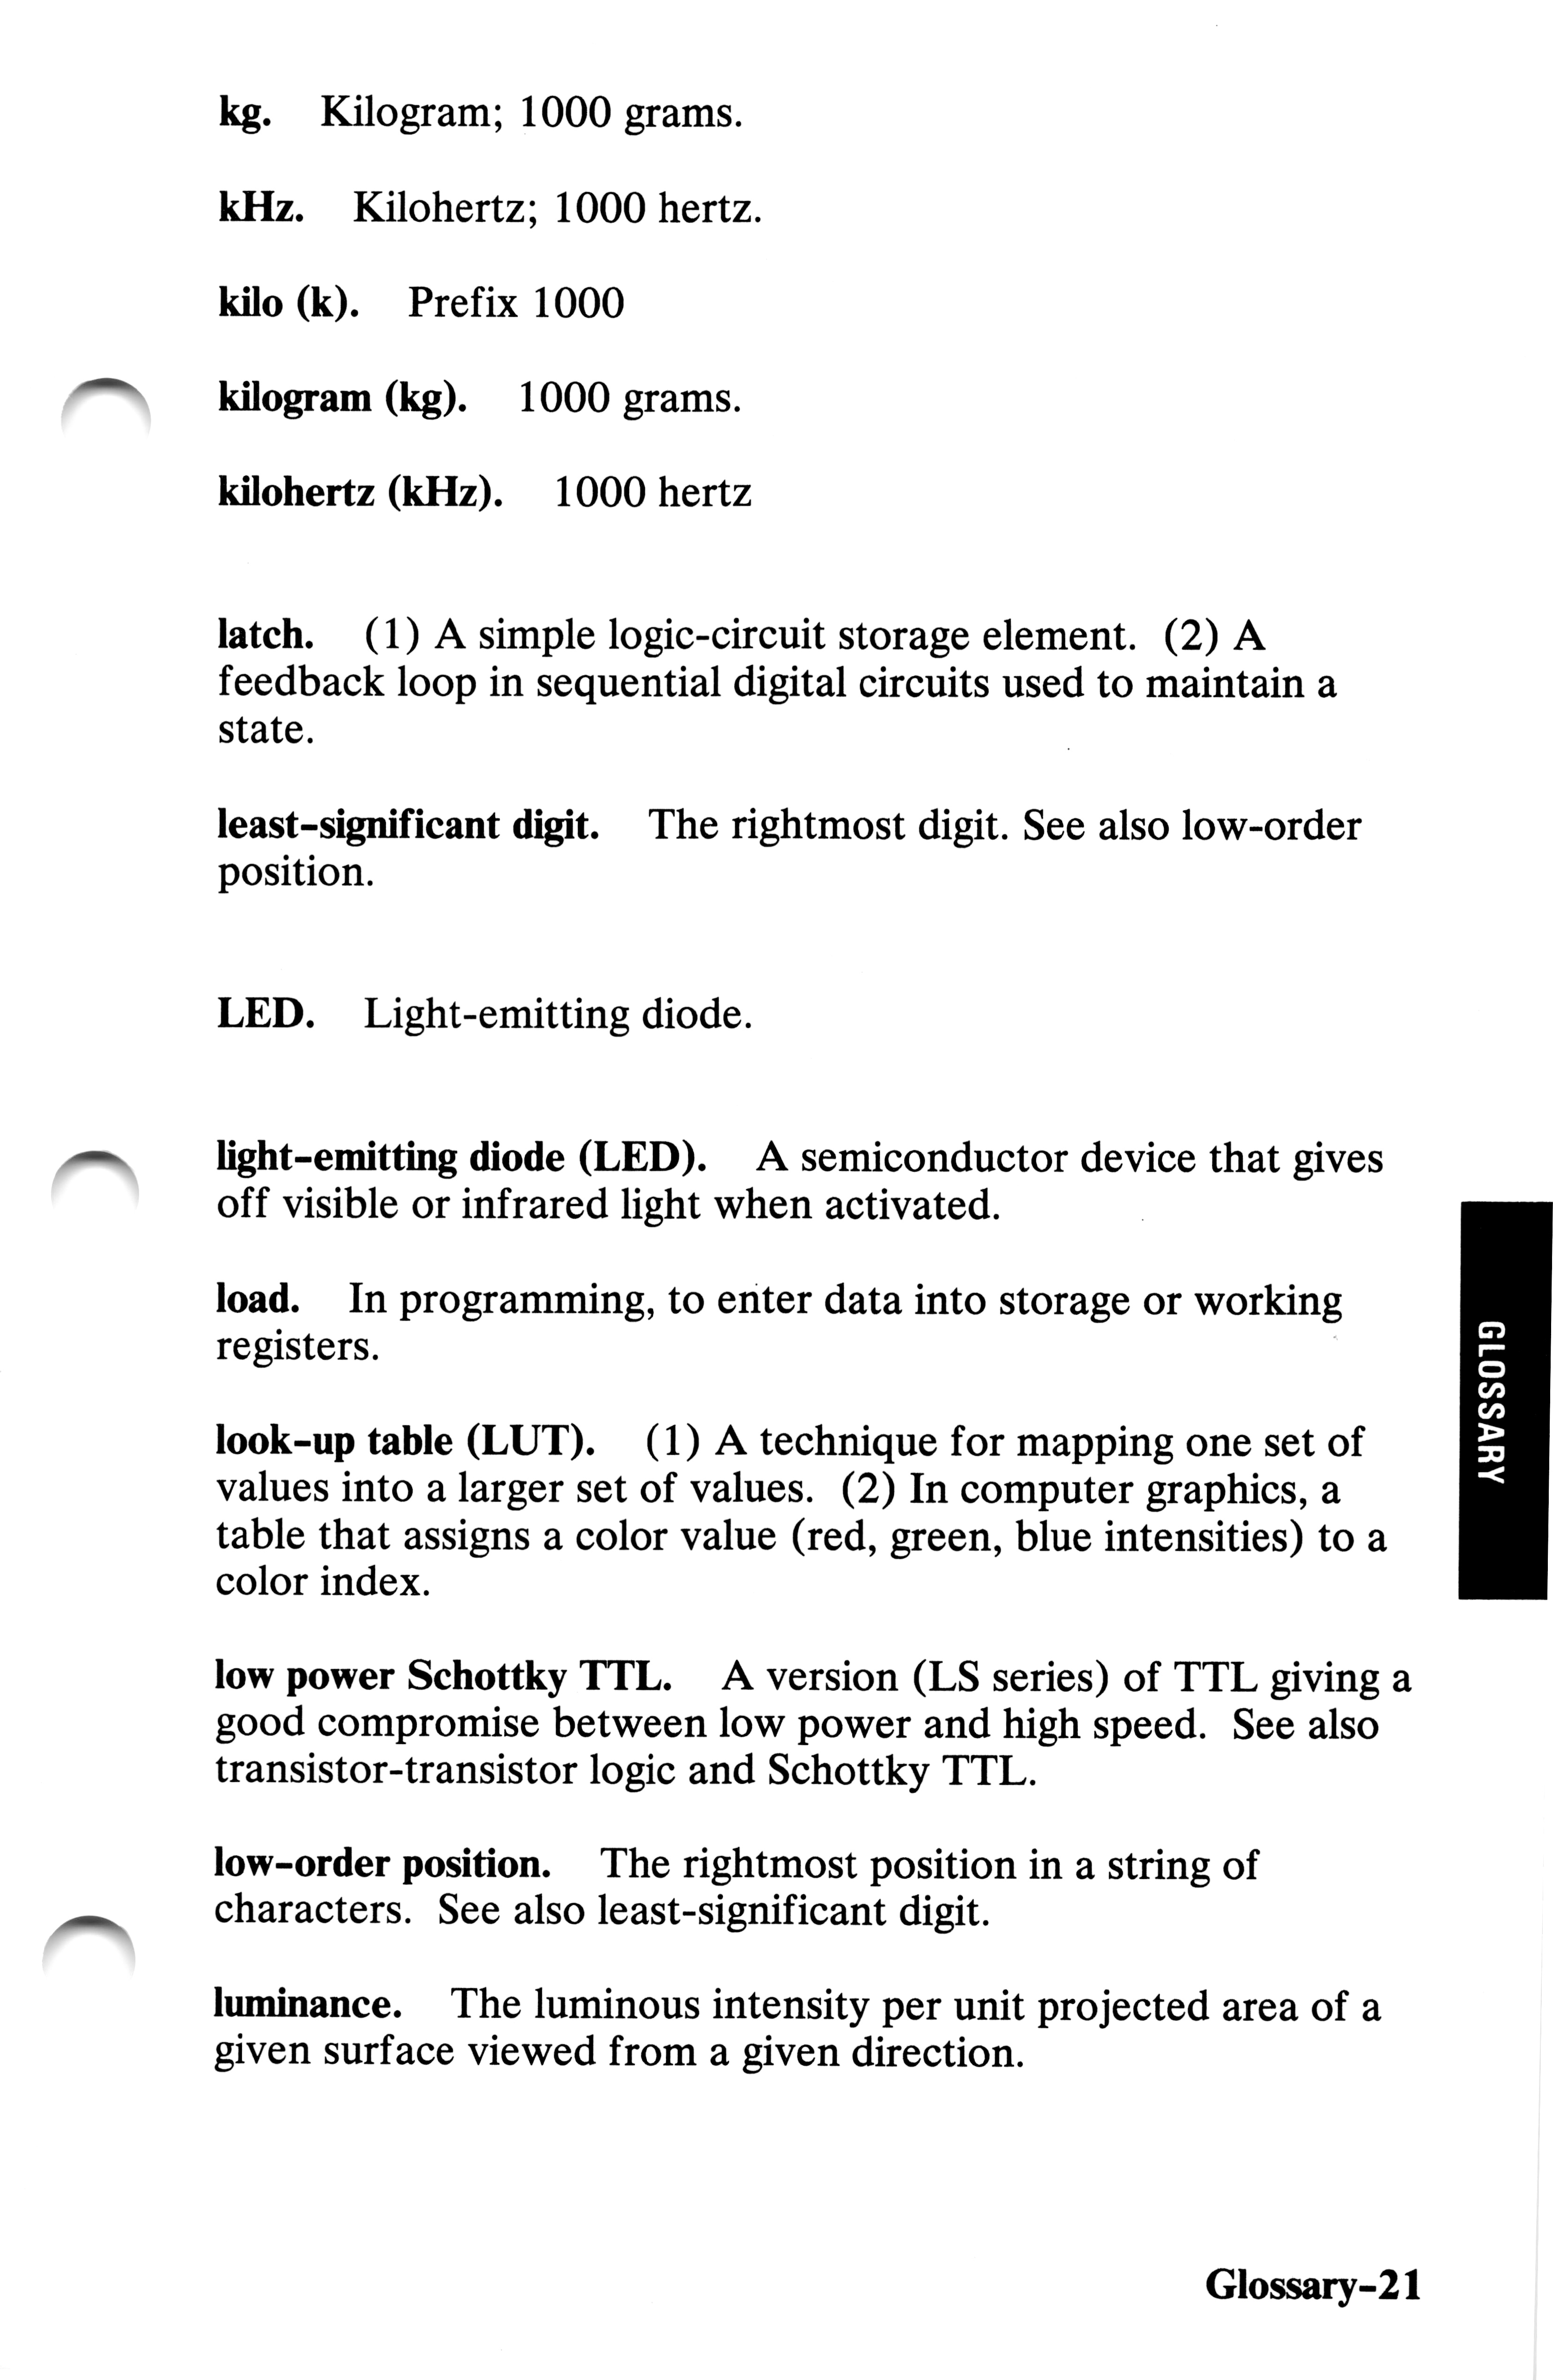 kg. Kilogram; 1000 grams.
kHz. Kilohertz; 1000 hertz.
kilo (k). Prefix 1000
kilogram (kg). 1000 grams.
kilohertz (kHz). 1000 hertz
latch. (1) A simple logic-circuit storage element. (2) A
feedback loop in sequential digital circuits used to maintain a
state.
least-significant digit. The rightmost digit. See also low-order
position.
LED. Light-emitting diode.
light-emitting diode (LED). A semiconductor device that gives
off visible or infrared light when activated.
load. In programming, to enter data into storage or working
registers.
look-up table (LUT). (1) A technique for mapping one set of
values into a larger set of values. (2) In computer graphics, a
table that assigns a color value (red, green, blue intensities) to a
color index.
low power Schottky TTL. A version (LS series) of TTL giving a
good compromise between low power and high speed. See also
transistor-transistor logic and Schottky TTL.
low-order position. The rightmost position in a string of
characters. See also least-significant digit.
luminance. The luminous intensity per unit projected area of a
given surface viewed from a given direction.
GLOSSARY
Glossary-21